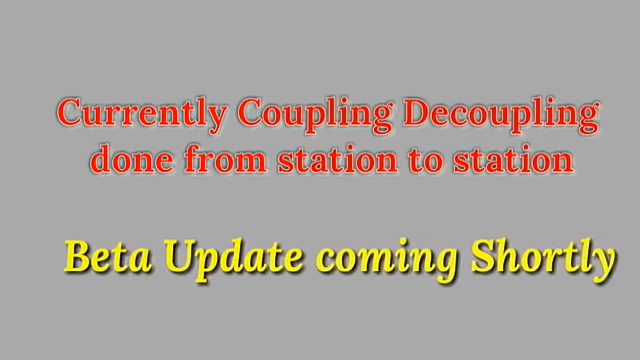 Currently Coupling Decoupling
done from station to station
Beta Update coming Shortly